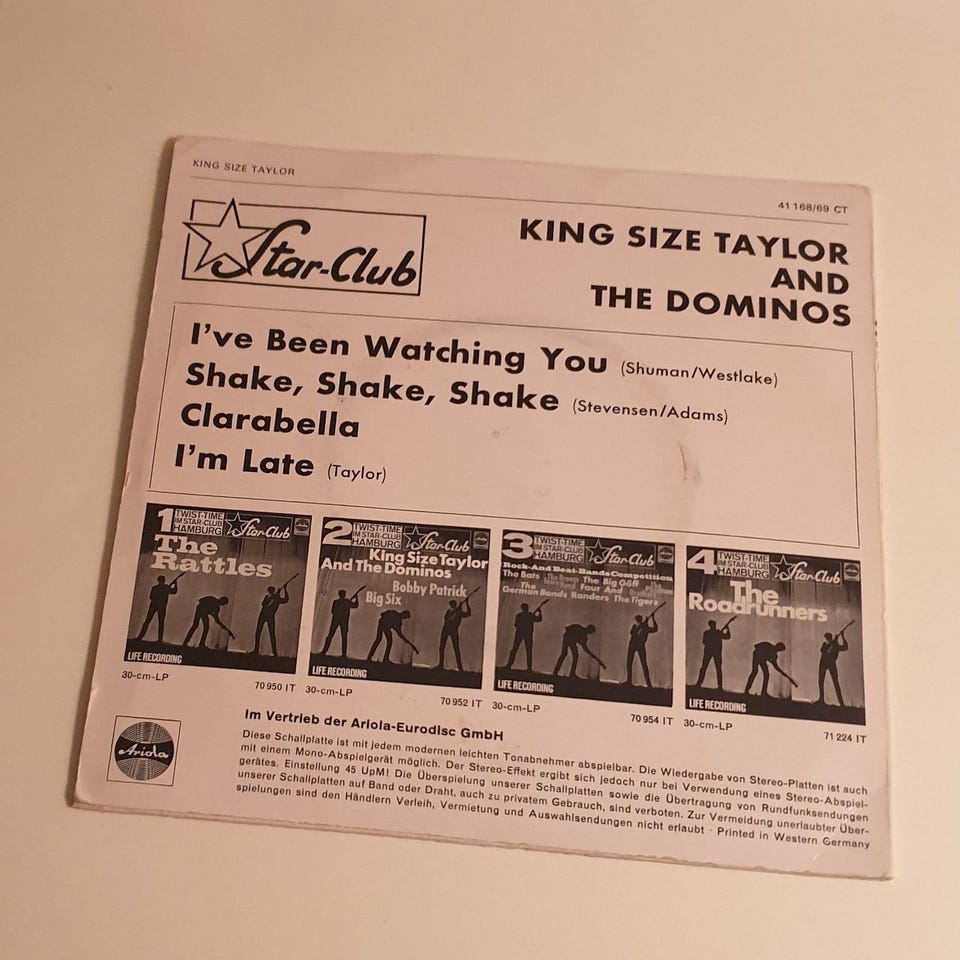 KING SIZE TAYLOR
41 168/69 CT
Star-Club
KING SIZE TAYLOR
AND
THE DOMINOS
I've Been Watching You (Shuman/Westlake)
Shake, Shake, Shake (Stevensen/Adams)
Clarabella
I'm Late (Taylor)
1 TWIST-TIME
IM STAR-CLUB
HAMBURG
Star-Club
The
Rattles
LIFE RECORDING
30-cm-LP 70 950 IT
2 TWIST-TIME
IM STAR-CLUB
HAMBURG
Star-Club
King Size Taylor
And The Dominos
Bobby Patrick
Big Six
LIFE RECORDING
30-cm-LP 70 952 IT
3 TWIST-TIME
IM STAR-CLUB
HAMBURG
Star-Club
Rock-And Beat-Bands Competition
The Bats The The Big 6
The Four And
German Bonds Randers The Tigers
LIFE RECORDING
30-cm-LP 70 954 IT
4 TWIST-TIME
IM STAR-CLUB
HAMBURG
Star-Club
The
Roadrunners
LIFE RECORDING
30-cm-LP 71 224 IT
Ariola
Im Vertrieb der Ariola-Eurodisc GmbH
Diese Schallplatte ist mit jedem modernen leichten Tonabnehmer abspielbar. Die Wiedergabe von Stereo-Platten ist auch
mit einem Mono-Abspielgerät möglich. Der Stereo-Effekt ergibt sich jedoch nur bei Verwendung eines Stereo-Abspiel-
gerätes. Einstellung 45 UpM! Die Überspielung unserer Schallplatten sowie die Übertragung von Rundfunksendungen
unserer Schallplatten auf Band oder Draht, auch zu privatem Gebrauch, sind verboten. Zur Vermeidung unerlaubter Über-
spielungen sind den Händlern Verleih, Vermietung und Auswahlsendungen nicht erlaubt · Printed in Western Germany